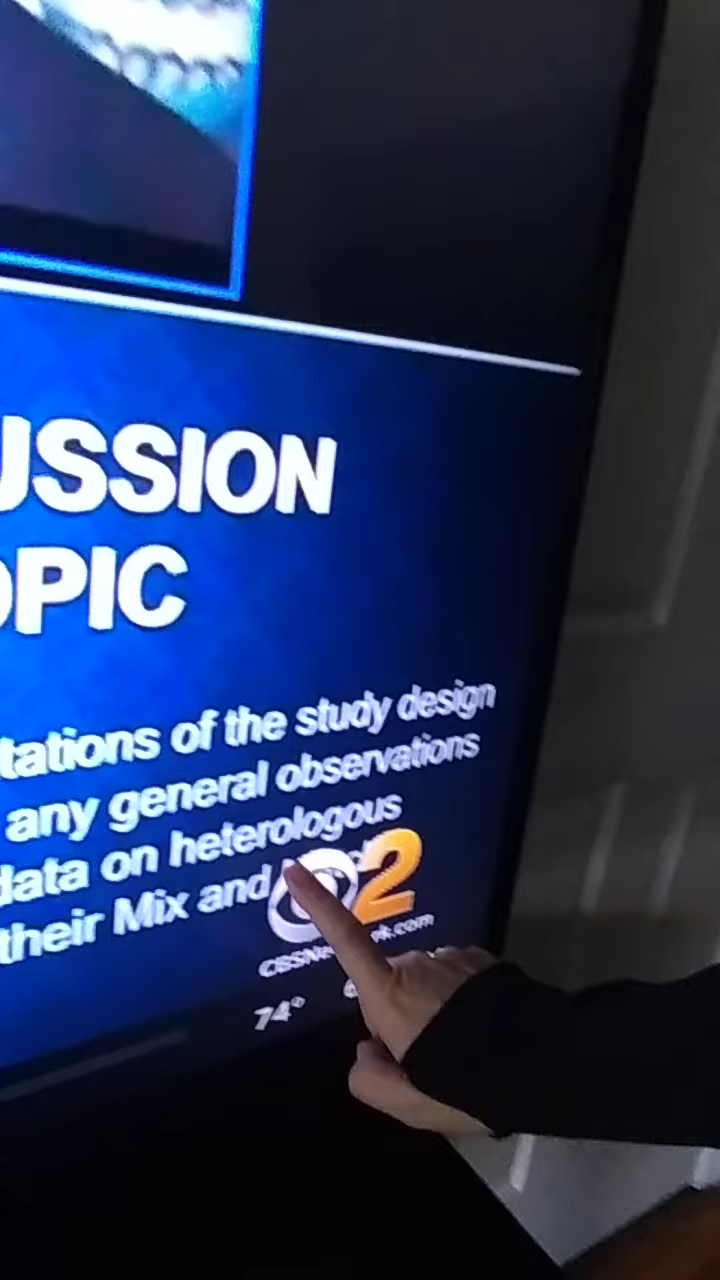 USSION
OPIC
tations of the study design
any general observations
data on heterologous
their Mix and
2
74°